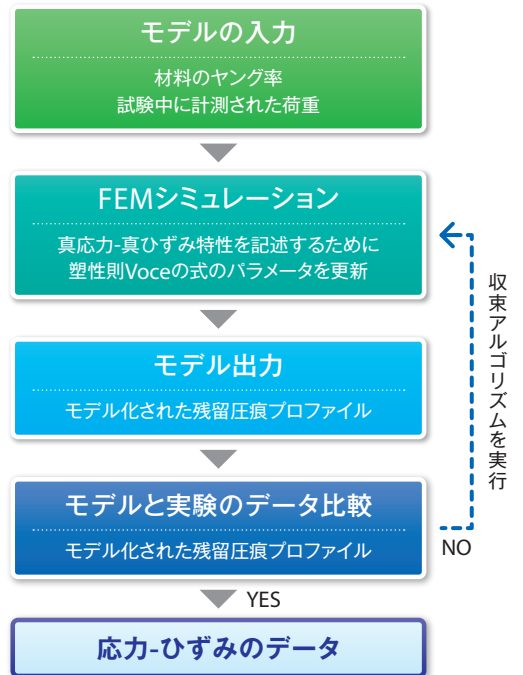 モデルの入力
材料のヤング率
試験中に計測された荷重
FEMシミュレーション
真応力-真ひずみ特性を記述するために
塑性則Voceの式のパラメータを更新
モデル出力
モデル化された残留圧痕プロファイル
モデルと実験のデータ比較
モデル化された残留圧痕プロファイル
収束アルゴリズムを実行
NO
YES
応力-ひずみのデータ